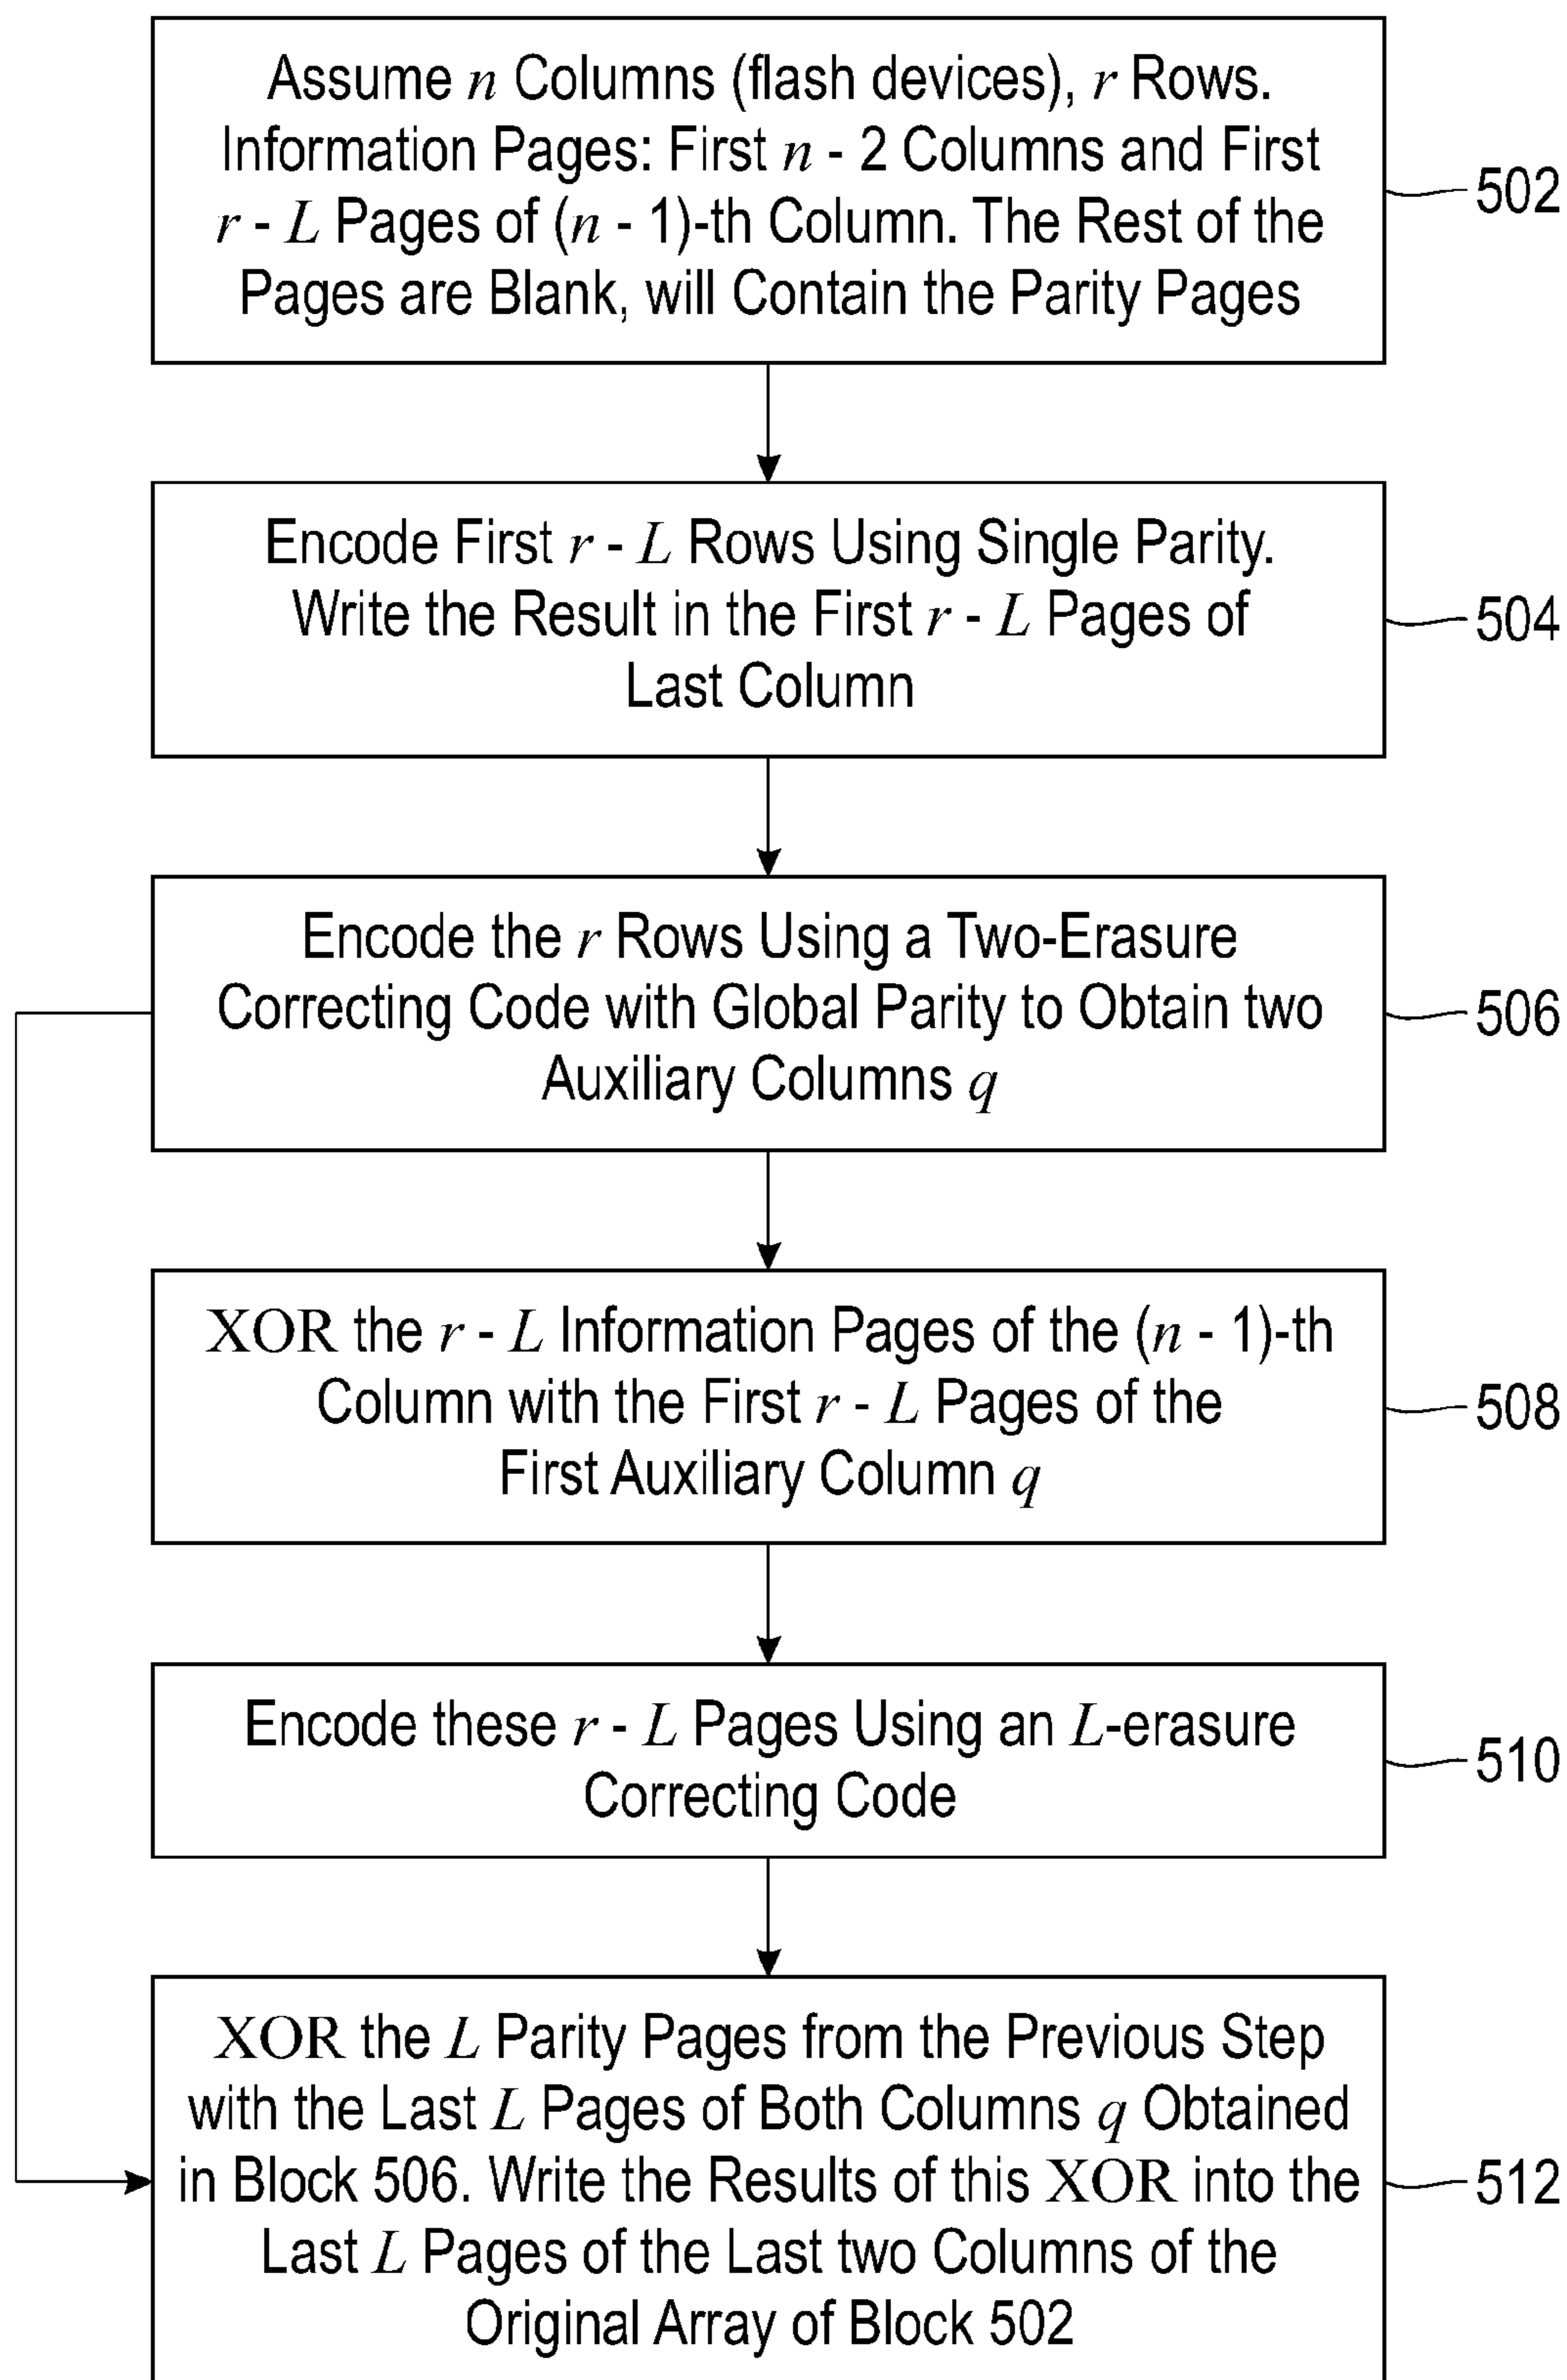 Assume n Columns (flash devices), r Rows.
Information Pages: First n - 2 Columns and First
r - L Pages of (n - 1)-th Column. The Rest of the
Pages are Blank, will Contain the Parity Pages
502
Encode First r - L Rows Using Single Parity.
Write the Result in the First r - L Pages of
Last Column
504
Encode the r Rows Using a Two-Erasure
Correcting Code with Global Parity to Obtain two
Auxiliary Columns q
506
XOR the r - L Information Pages of the (n - 1)-th
Column with the First r - L Pages of the
First Auxiliary Column q
508
Encode these r - L Pages Using an L-erasure
Correcting Code
510
XOR the L Parity Pages from the Previous Step
with the Last L Pages of Both Columns q Obtained
in Block 506. Write the Results of this XOR into the
Last L Pages of the Last two Columns of the
Original Array of Block 502
512